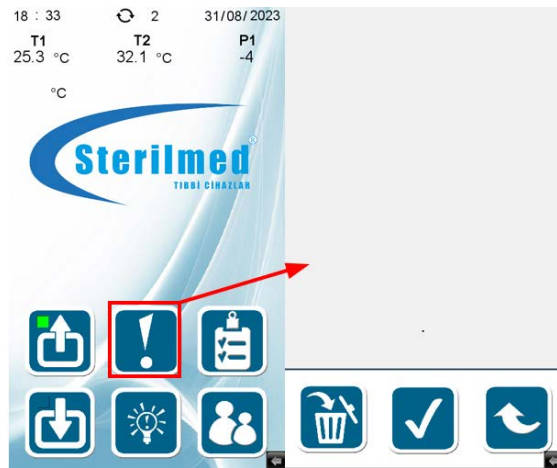 18 : 33 2 31/08/2023
T1 T2 P1
25.3 °C 32.1 °C -4
°C
Sterilmed®
TIBBİ CİHAZLAR